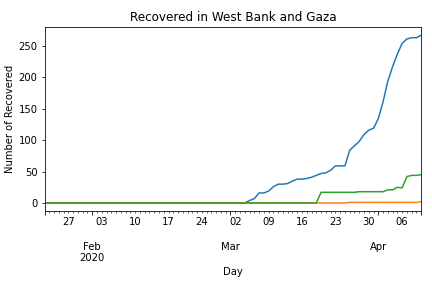 Recovered in West Bank and Gaza
Number of Recovered
250
200
150
100
50
0
27 03 10 17 24 02 09 16 23 30 06
Feb Mar Apr
2020
Day